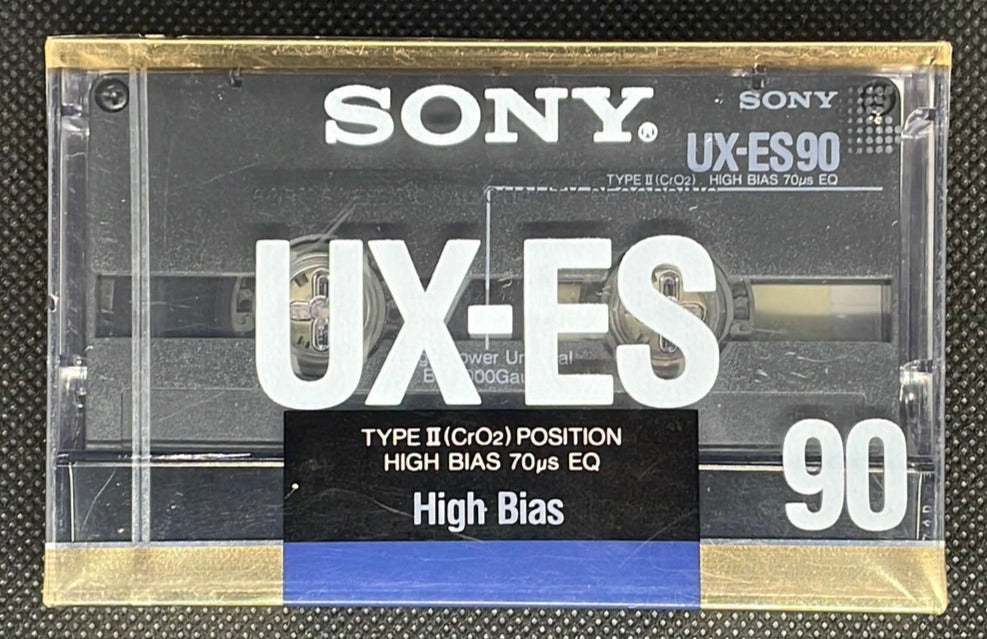 SONY®
SONY
UX-ES90
TYPE II (CrO2) HIGH BIAS 70μs EQ
UX-ES
TYPE II (CrO2) POSITION
HIGH BIAS 70μs EQ
High Bias
90